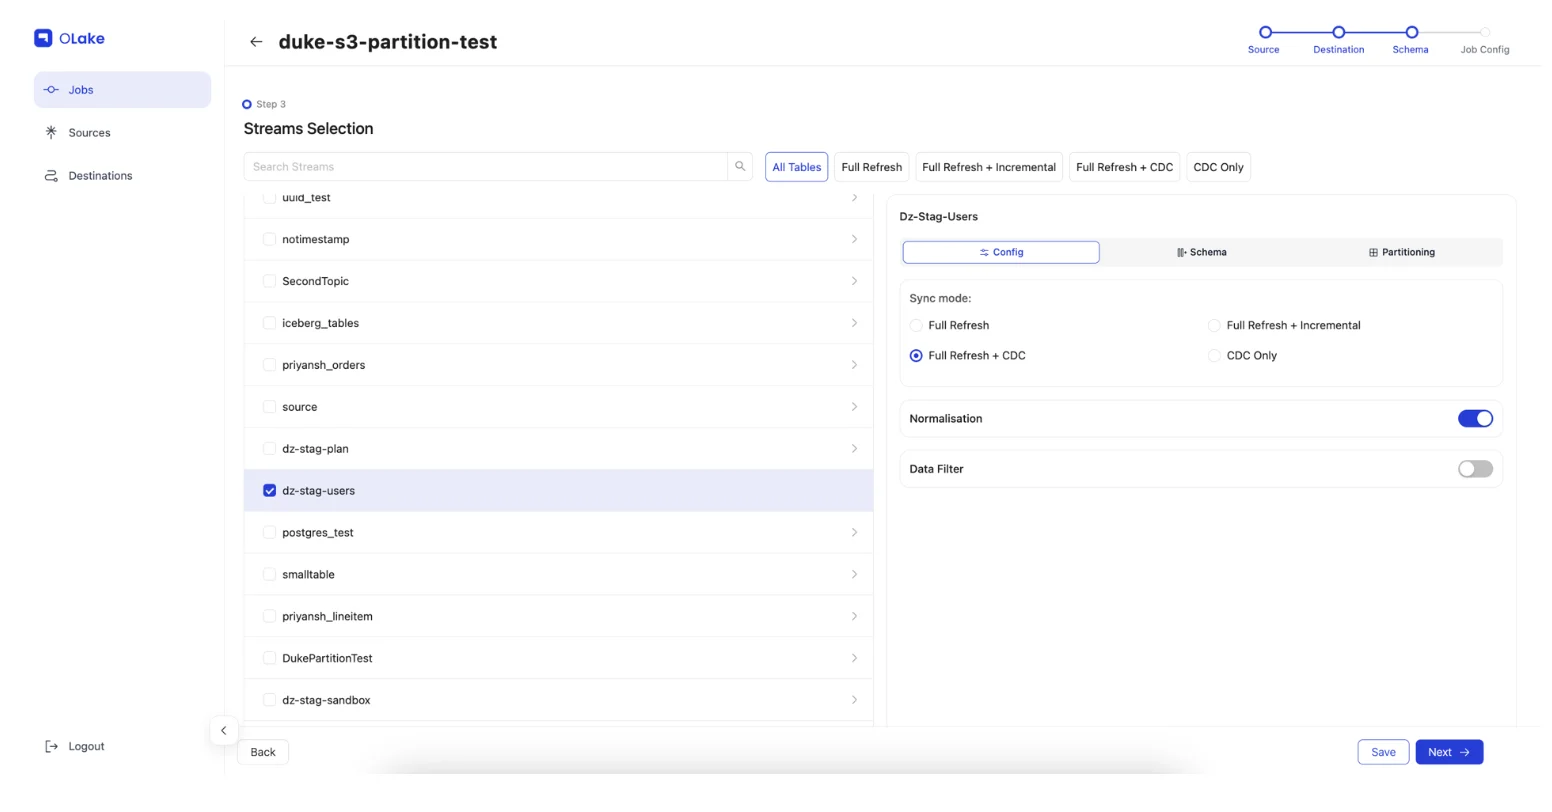 OLake
Jobs
Sources
Destinations
Logout
duke-s3-partition-test
Source
Destination
Schema
Job Config
Step 3
Streams Selection
Search Streams
All Tables
Full Refresh
Full Refresh + Incremental
Full Refresh + CDC
CDC Only
uuid_test
notimestamp
SecondTopic
iceberg_tables
priyansh_orders
source
dz-stag-plan
dz-stag-users
postgres_test
smalltable
priyansh_lineitem
DukePartitionTest
dz-stag-sandbox
Dz-Stag-Users
Config
Schema
Partitioning
Sync mode:
Full Refresh
Full Refresh + Incremental
Full Refresh + CDC
CDC Only
Normalisation
Data Filter
Back
Save
Next